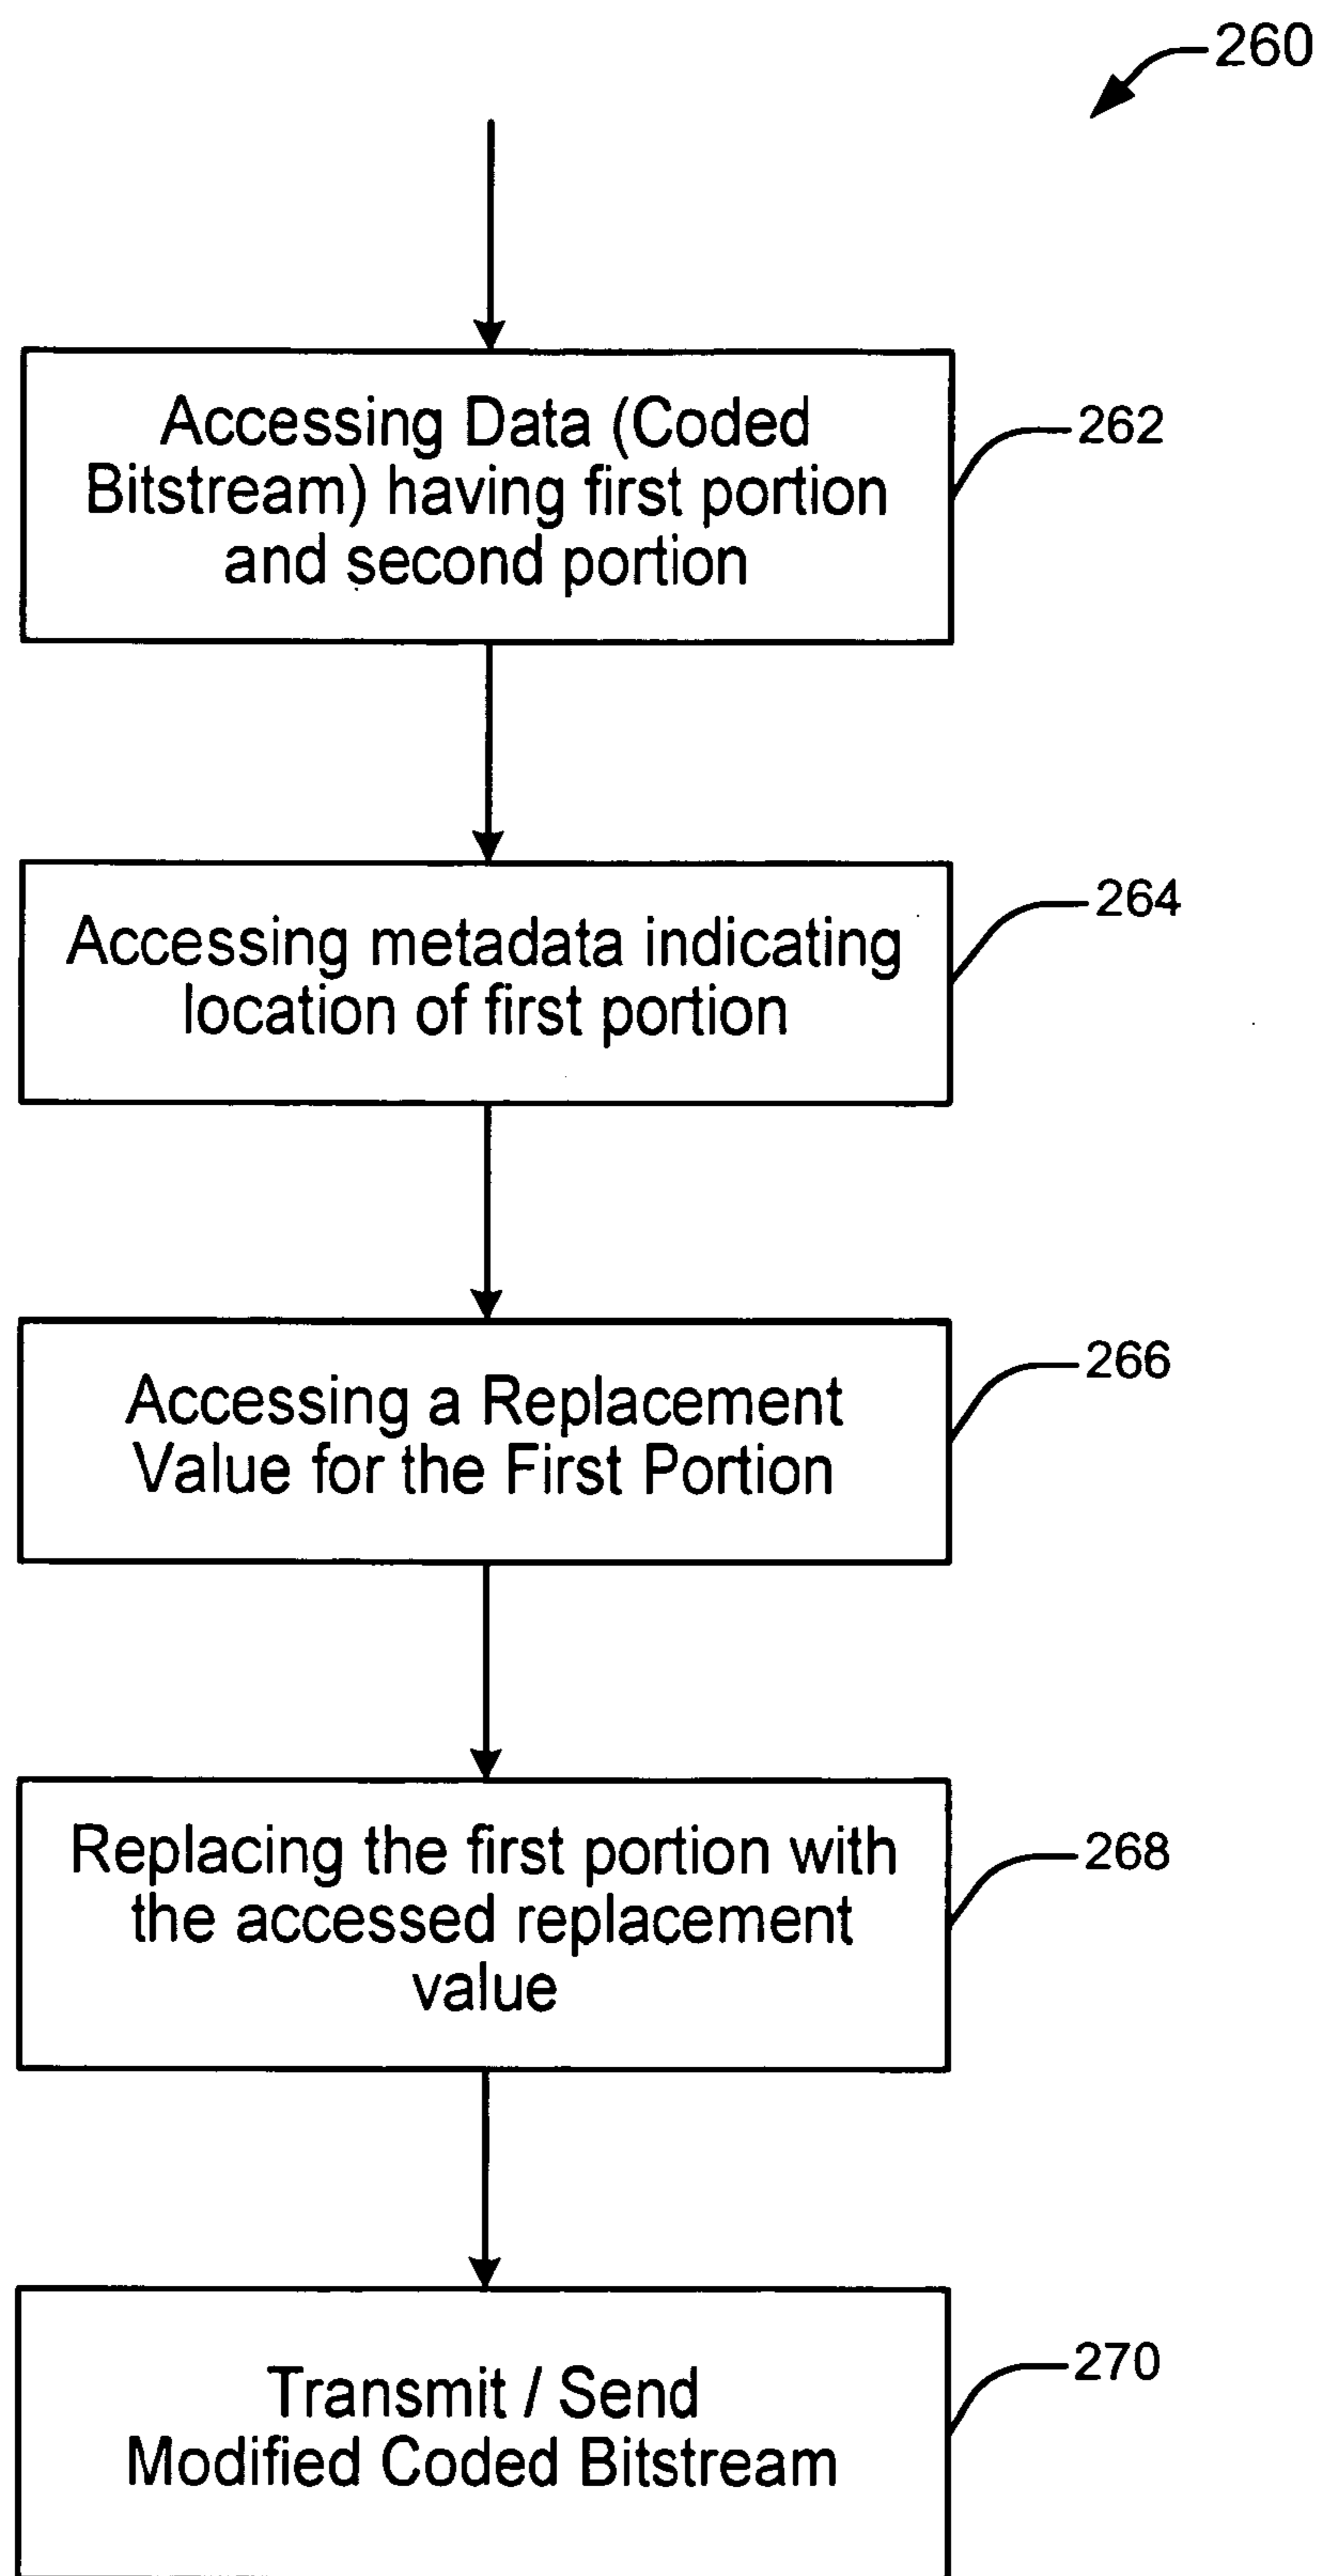 260
Accessing Data (Coded
Bitstream) having first portion
and second portion
262
Accessing metadata indicating
location of first portion
264
Accessing a Replacement
Value for the First Portion
266
Replacing the first portion with
the accessed replacement
value
268
Transmit / Send
Modified Coded Bitstream
270